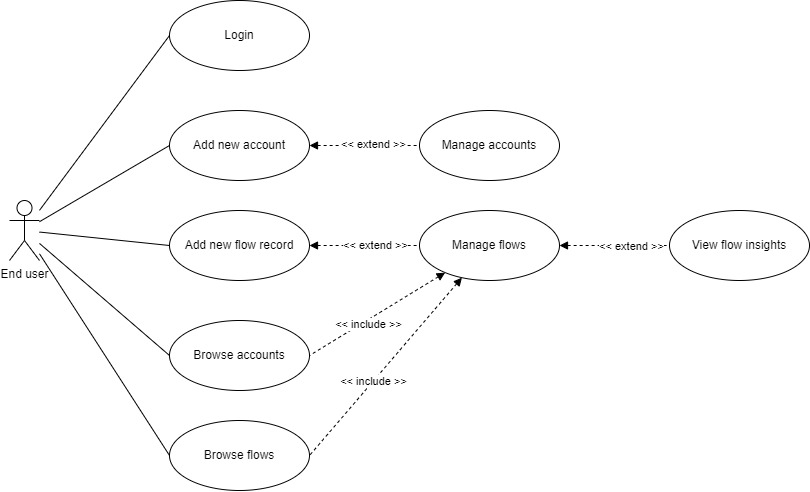 Login
Add new account
<< extend >>
Manage accounts
End user
Add new flow record
<< extend >>
Manage flows
<< extend >>
View flow insights
Browse accounts
<< include >>
<< include >>
Browse flows